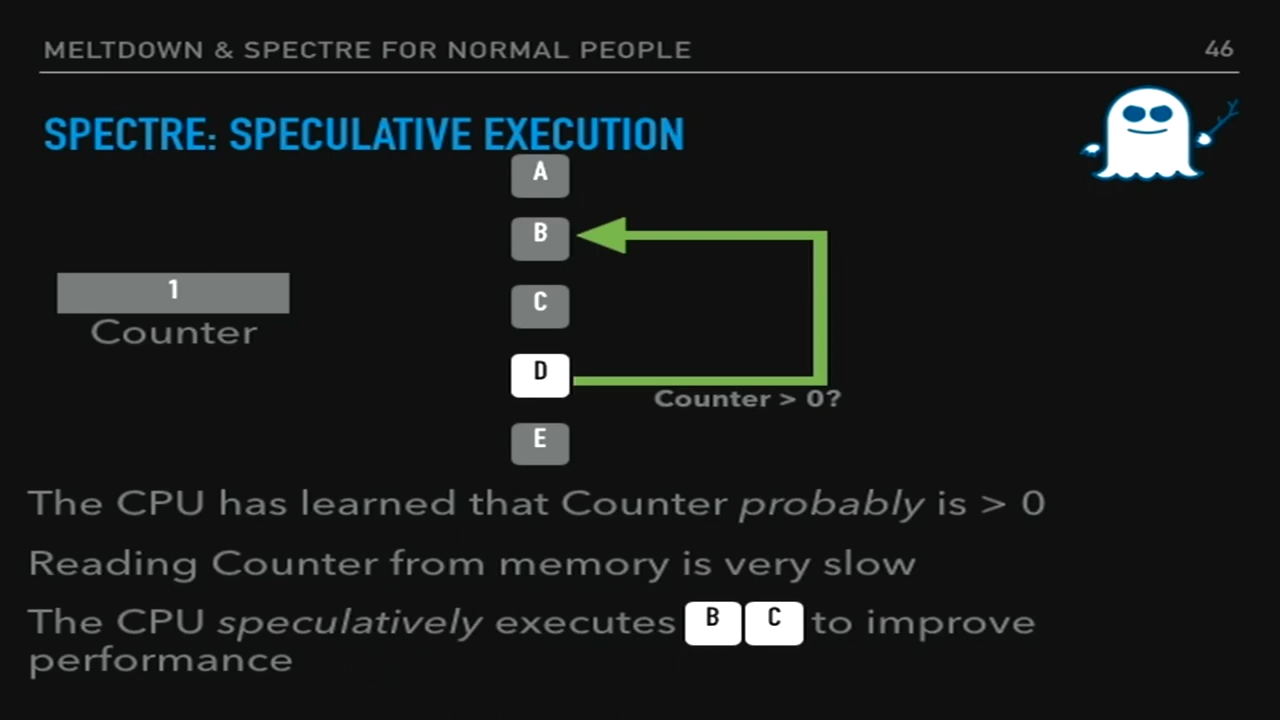 MELTDOWN & SPECTRE FOR NORMAL PEOPLE
46
SPECTRE: SPECULATIVE EXECUTION
A
B
1
C
Counter
D
Counter > 0?
E
The CPU has learned that Counter probably is > 0
Reading Counter from memory is very slow
The CPU speculatively executes B C to improve
performance